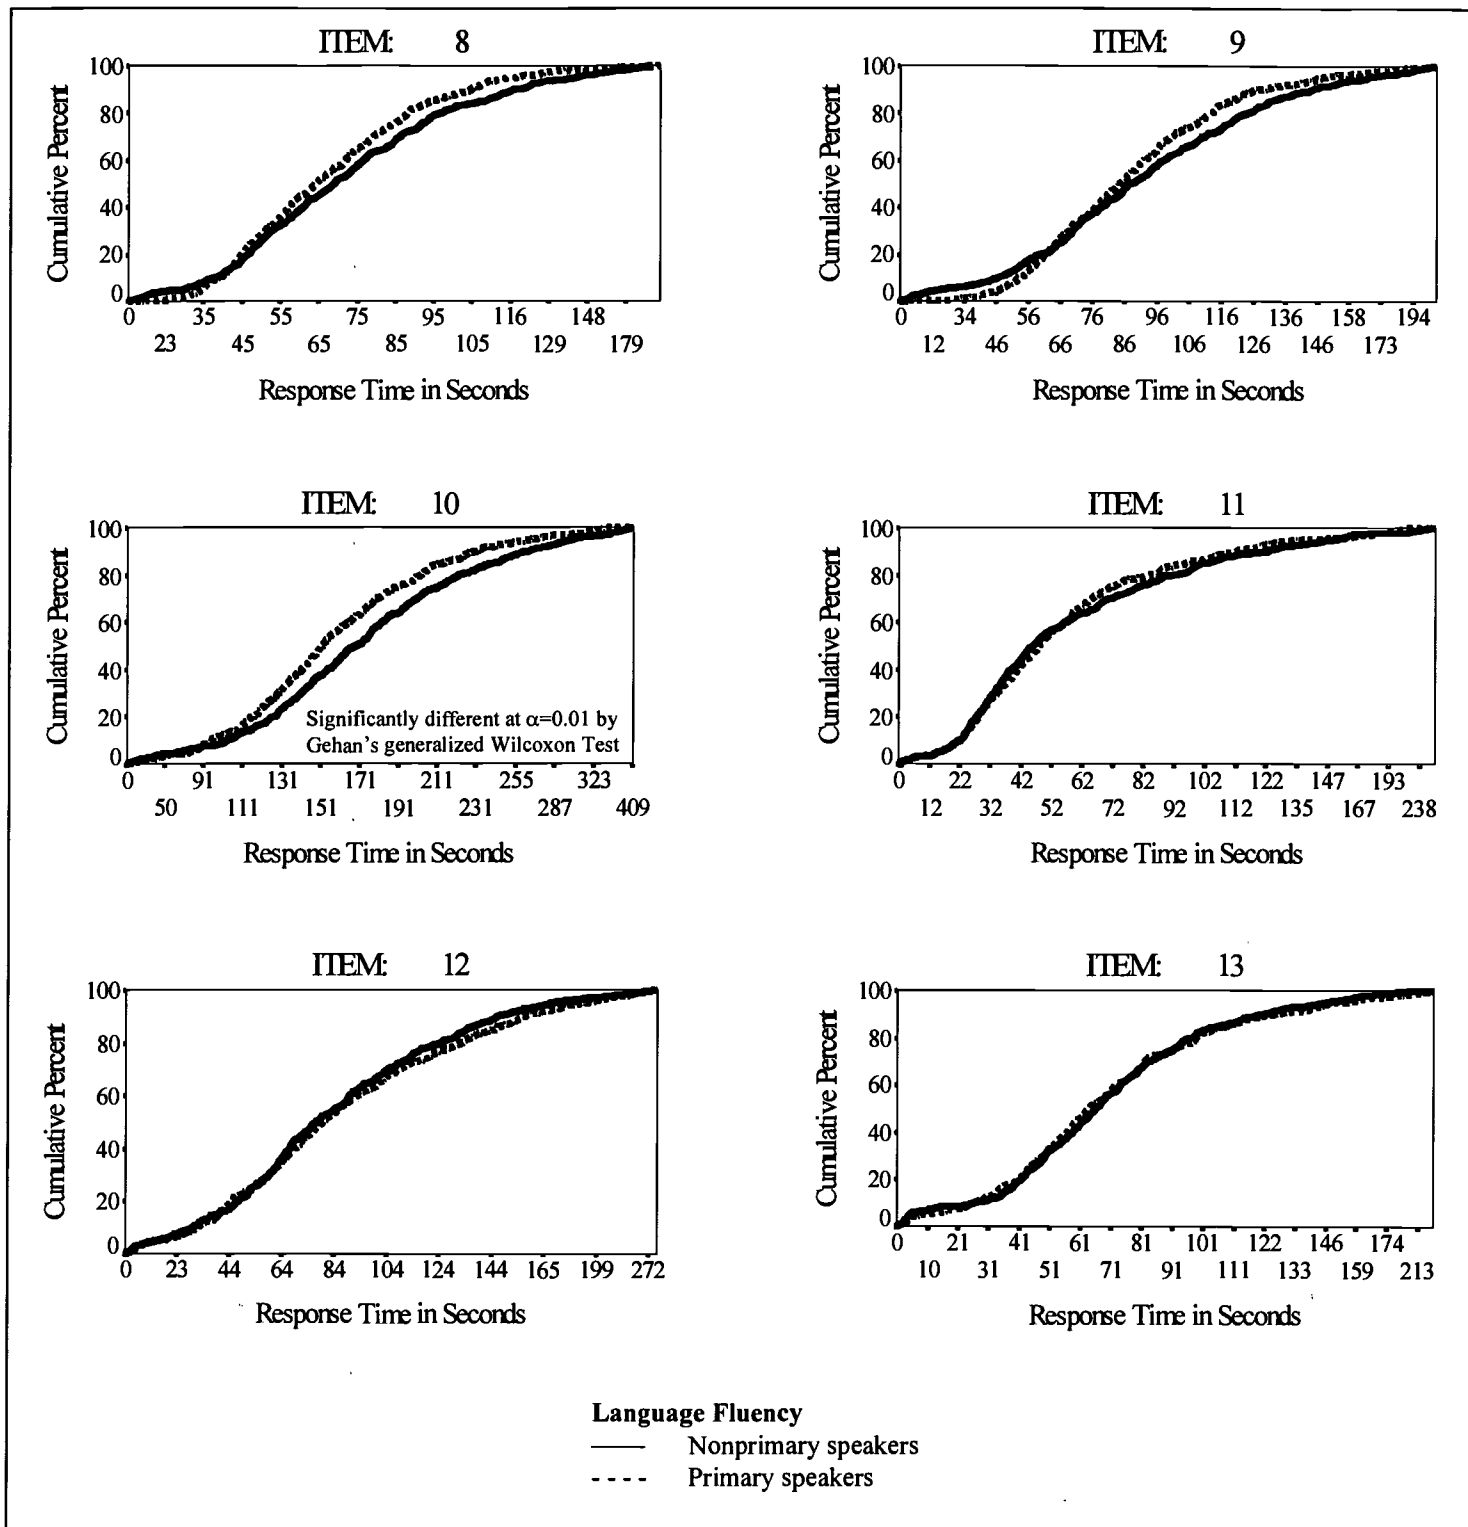 ITEM: 8
Cumulative Percent
100
80
60
40
20
0
0 35 55 75 95 116 148
23 45 65 85 105 129 179
Response Time in Seconds
ITEM: 9
Cumulative Percent
100
80
60
40
20
0
0 34 56 76 96 116 136 158 194
12 46 66 86 106 126 146 173
Response Time in Seconds
ITEM: 10
Cumulative Percent
100
80
60
40
20
0
Significantly different at α=0.01 by
Gehan's generalized Wilcoxon Test
0 91 131 171 211 255 323
50 111 151 191 231 287 409
Response Time in Seconds
ITEM: 11
Cumulative Percent
100
80
60
40
20
0
0 22 42 62 82 102 122 147 193
12 32 52 72 92 112 135 167 238
Response Time in Seconds
ITEM: 12
Cumulative Percent
100
80
60
40
20
0
0 23 44 64 84 104 124 144 165 199 272
Response Time in Seconds
ITEM: 13
Cumulative Percent
100
80
60
40
20
0
0 21 41 61 81 101 122 146 174
10 31 51 71 91 111 133 159 213
Response Time in Seconds
Language Fluency
Nonprimary speakers
Primary speakers